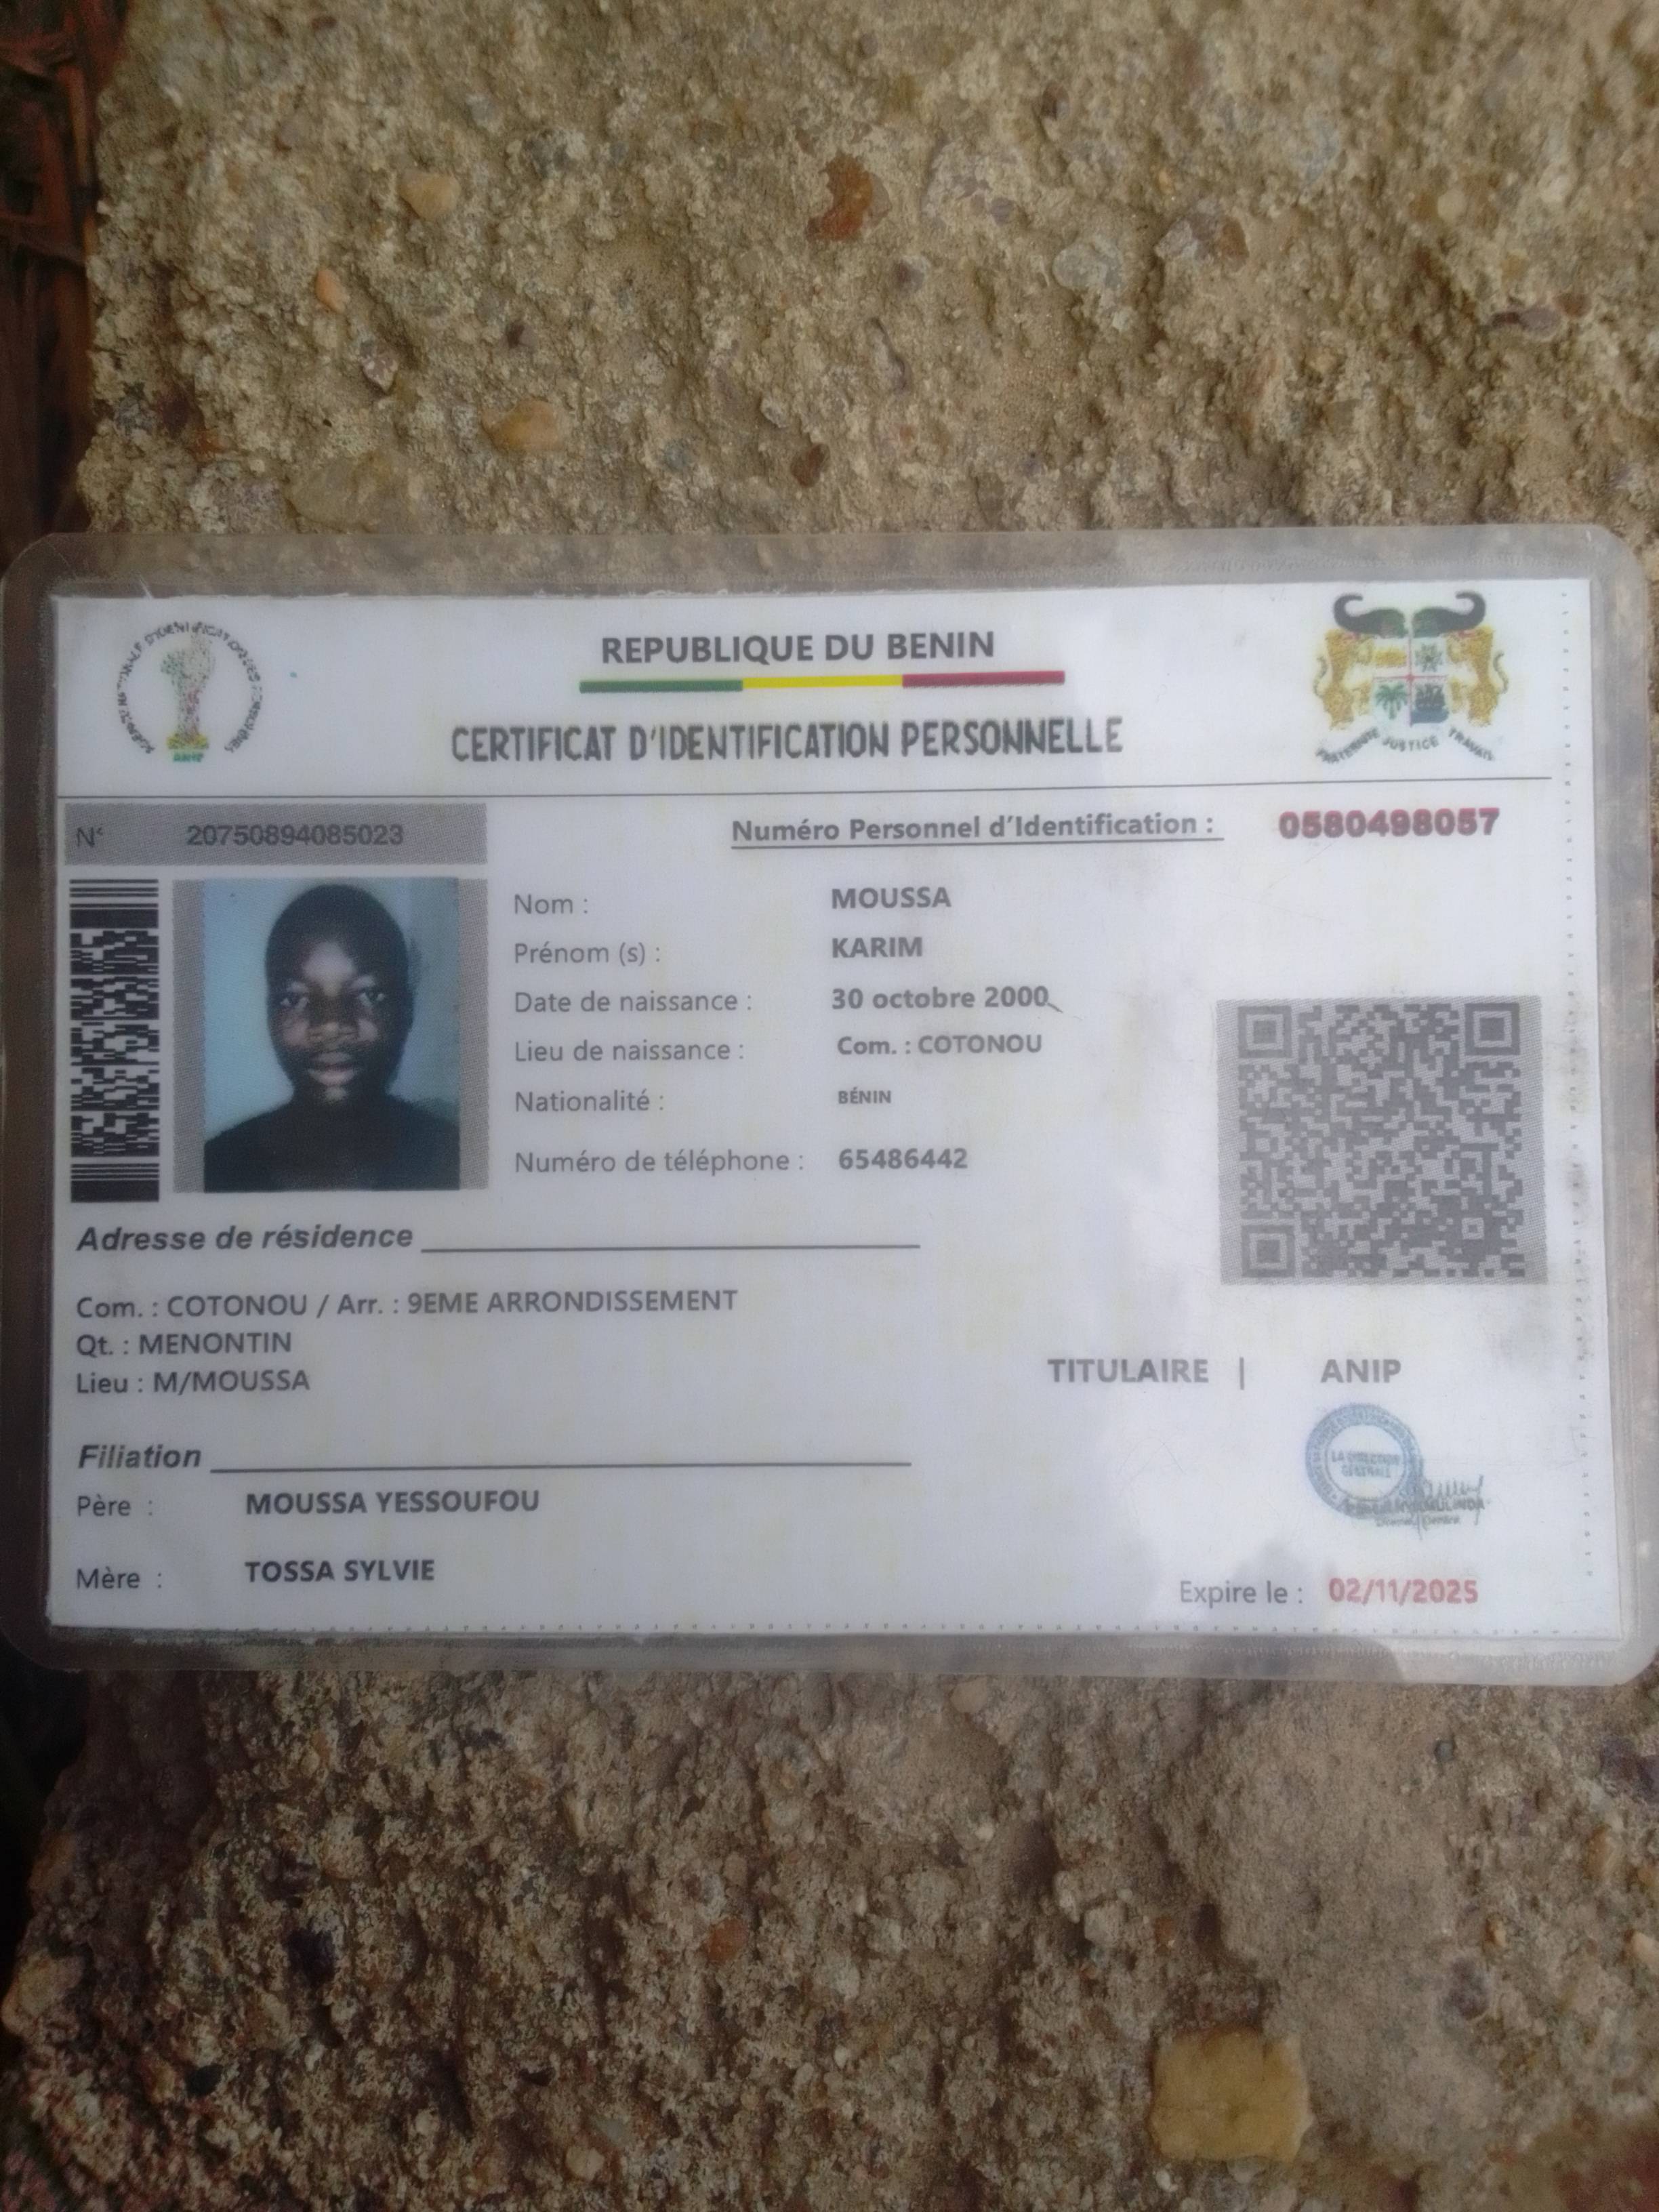 REPUBLIQUE DU BENIN
CERTIFICAT D'IDENTIFICATION PERSONNELLE
ANIP
FRATERNITE JUSTICE TRAVAIL
N° 20750894085023
Numéro Personnel d'Identification : 0580498057
Nom : MOUSSA
Prénom (s) : KARIM
Date de naissance : 30 octobre 2000
Lieu de naissance : Com. : COTONOU
Nationalité : BÉNIN
Numéro de téléphone : 65486442
Adresse de résidence
Com. : COTONOU / Arr. : 9EME ARRONDISSEMENT
Qt. : MENONTIN
Lieu : M/MOUSSA
TITULAIRE | ANIP
LA DIRECTION GENERALE
Filiation
Père : MOUSSA YESSOUFOU
Mère : TOSSA SYLVIE
Expire le : 02/11/2025